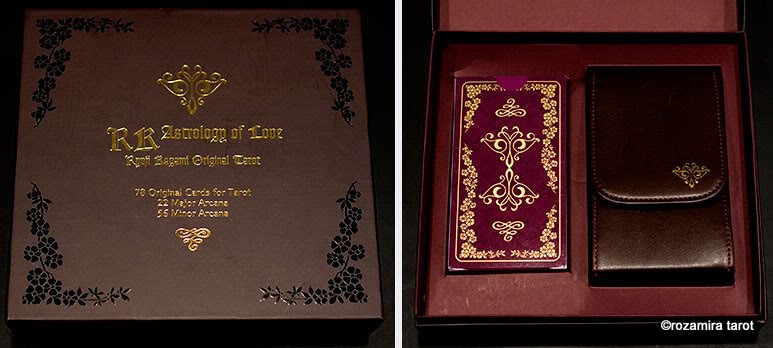 RK Astrology of Love
Ryuji Kagami Original Tarot
78 Original Cards for Tarot
22 Major Arcana
56 Minor Arcana
©rozamira tarot